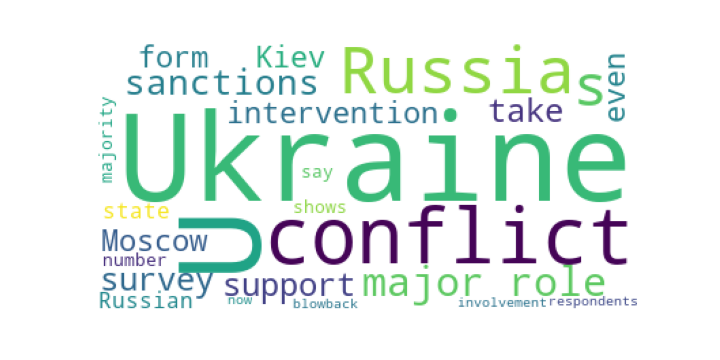 form
Kiev
Russia
s
even
sanctions
majority
intervention
take
Ukraine
say
state
shows
U
conflict
Moscow
number
survey
support
major role
Russian
now
blowback
involvement
respondents